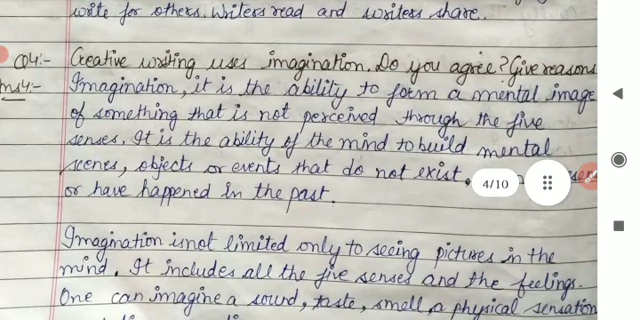 write for others. Writers read and writers share.
Q4:- Creative writing uses imagination. Do you agree? Give reasons
Ans4:- Imagination, it is the ability to form a mental image
of something that is not perceived through the five
senses. It is the ability of the mind to build mental
scenes, objects or events that do not exist,
or have happened in the past.
4/10
Imagination is not limited only to seeing pictures in the
mind. It includes all the five senses and the feelings.
One can imagine a sound, taste, smell, a physical sensation